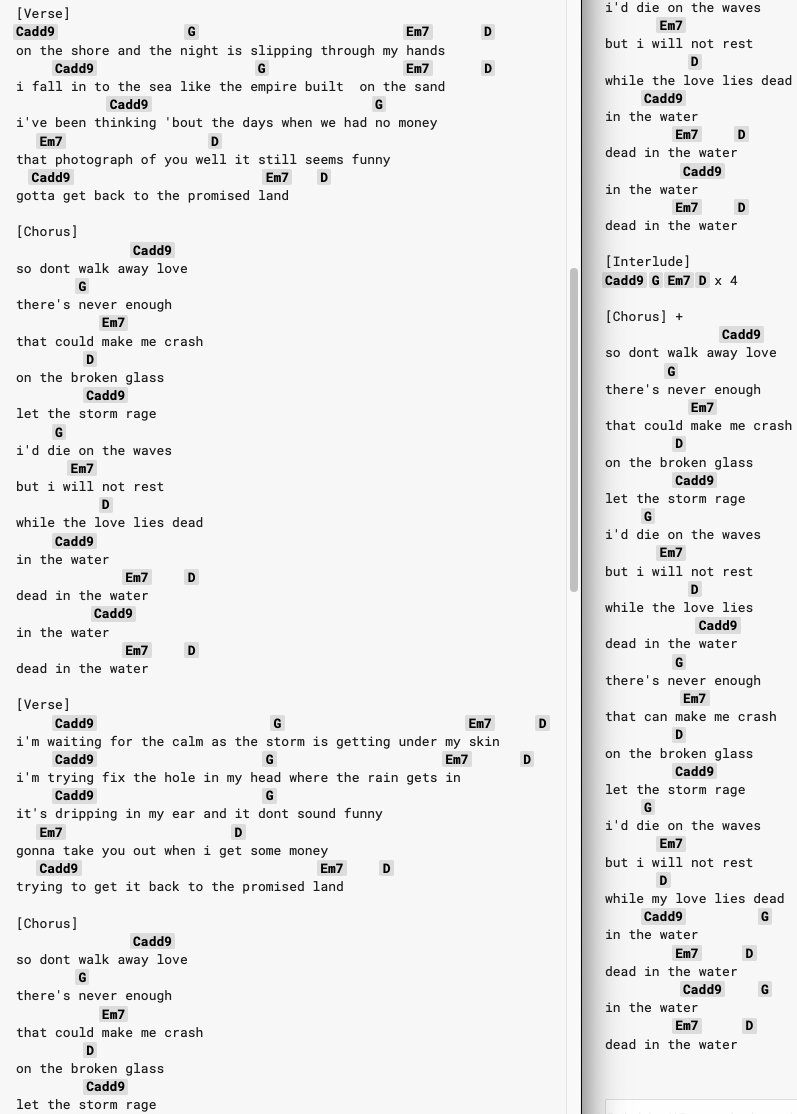 [Verse]
Cadd9 G Em7 D
on the shore and the night is slipping through my hands
Cadd9 G Em7 D
i fall in to the sea like the empire built  on the sand
Cadd9 G
i've been thinking 'bout the days when we had no money
Em7 D
that photograph of you well it still seems funny
Cadd9 Em7 D
gotta get back to the promised land
[Chorus]
Cadd9
so dont walk away love
G
there's never enough
Em7
that could make me crash
D
on the broken glass
Cadd9
let the storm rage
G
i'd die on the waves
Em7
but i will not rest
D
while the love lies dead
Cadd9
in the water
Em7 D
dead in the water
Cadd9
in the water
Em7 D
dead in the water
[Verse]
Cadd9 G Em7 D
i'm waiting for the calm as the storm is getting under my skin
Cadd9 G Em7 D
i'm trying fix the hole in my head where the rain gets in
Cadd9 G
it's dripping in my ear and it dont sound funny
Em7 D
gonna take you out when i get some money
Cadd9 Em7 D
trying to get it back to the promised land
[Chorus]
Cadd9
so dont walk away love
G
there's never enough
Em7
that could make me crash
D
on the broken glass
Cadd9
let the storm rage
i'd die on the waves
Em7
but i will not rest
D
while the love lies dead
Cadd9
in the water
Em7 D
dead in the water
Cadd9
in the water
Em7 D
dead in the water
[Interlude]
Cadd9 G Em7 D x 4
[Chorus] +
Cadd9
so dont walk away love
G
there's never enough
Em7
that could make me crash
D
on the broken glass
Cadd9
let the storm rage
G
i'd die on the waves
Em7
but i will not rest
D
while the love lies
Cadd9
dead in the water
G
there's never enough
Em7
that can make me crash
D
on the broken glass
Cadd9
let the storm rage
G
i'd die on the waves
Em7
but i will not rest
D
while my love lies dead
Cadd9 G
in the water
Em7 D
dead in the water
Cadd9 G
in the water
Em7 D
dead in the water